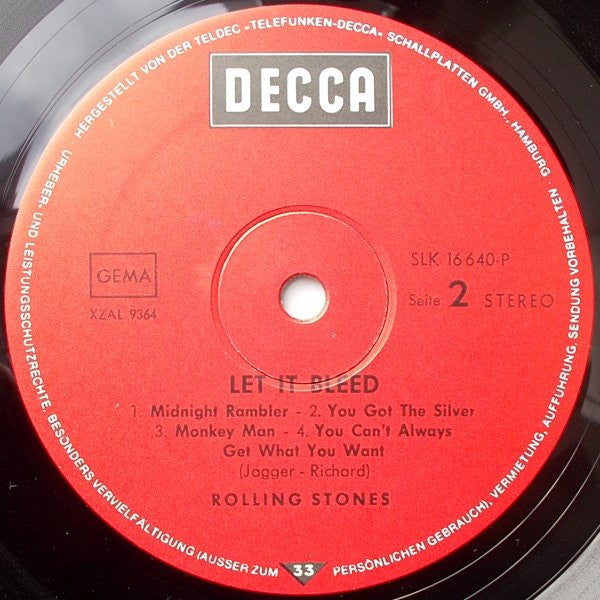 HERGESTELLT VON DER TELDEC »TELEFUNKEN-DECCA« SCHALLPLATTEN GMBH., HAMBURG ·
URHEBER- UND LEISTUNGSSCHUTZRECHTE, BESONDERS VERVIELFÄLTIGUNG (AUSSER ZUM PERSÖNLICHEN GEBRAUCH), VERMIETUNG, AUFFÜHRUNG, SENDUNG VORBEHALTEN
DECCA
GEMA
XZAL 9364
SLK 16 640-P
Seite 2 STEREO
LET IT BLEED
1. Midnight Rambler - 2. You Got The Silver
3. Monkey Man - 4. You Can't Always
Get What You Want
(Jagger - Richard)
ROLLING STONES
33